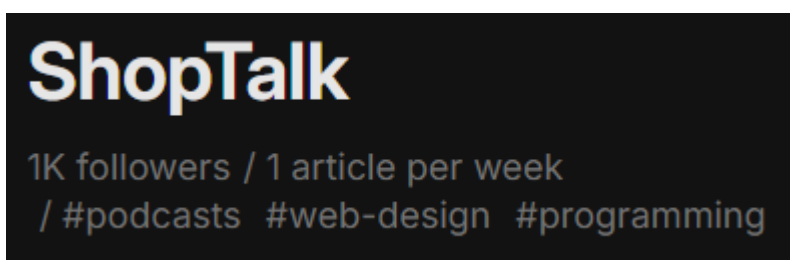 ShopTalk
1K followers / 1 article per week
/ #podcasts #web-design #programming